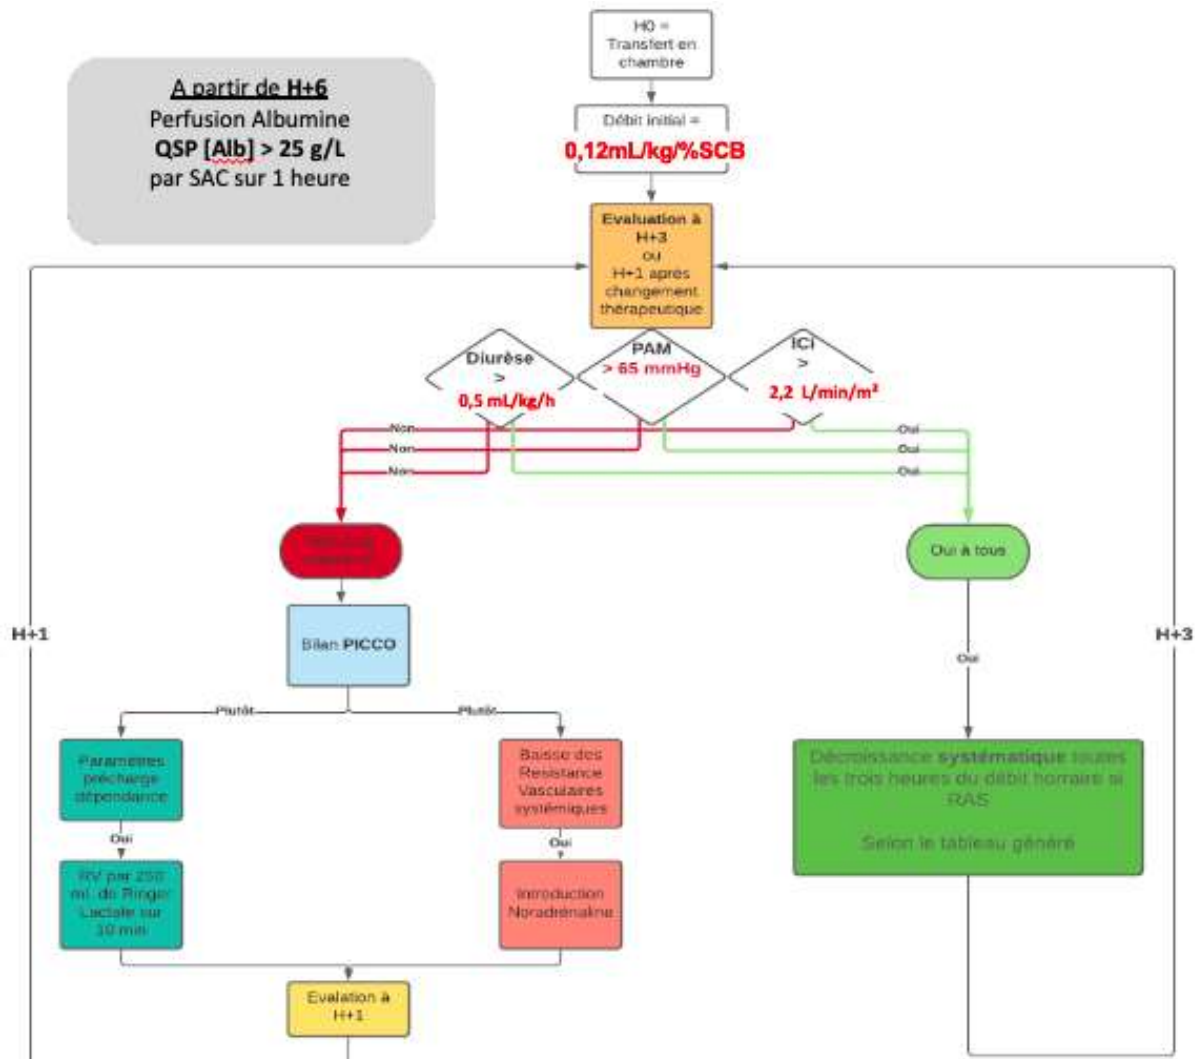 H0 =
Transfert en
chambre
A partir de H+6
Perfusion Albumine
QSP [Alb] > 25 g/L
par SAC sur 1 heure
Débit initial =
0,12mL/kg/%SCB
Evaluation à
H+3
ou
H+1 après
changement
thérapeutique
Diurèse
>
0,5 mL/kg/h
PAM
> 65 mmHg
ICi
>
2,2 L/min/m²
Non
Oui
Non
Oui
Non
Oui
Oui à tous
H+1
Bilan PICCO
H+3
Oui
Plutôt
Plutôt
Paramètres
précharge
dépendance
Baisse des
Resistance
Vasculaires
systémiques
Décroissance systématique toutes
les trois heures du débit horraire si
RAS
Selon le tableau généré
Oui
Oui
RV par 250
mL de Ringer
Lactate sur
10 min
Introduction
Noradrénaline
Evalation à
H+1